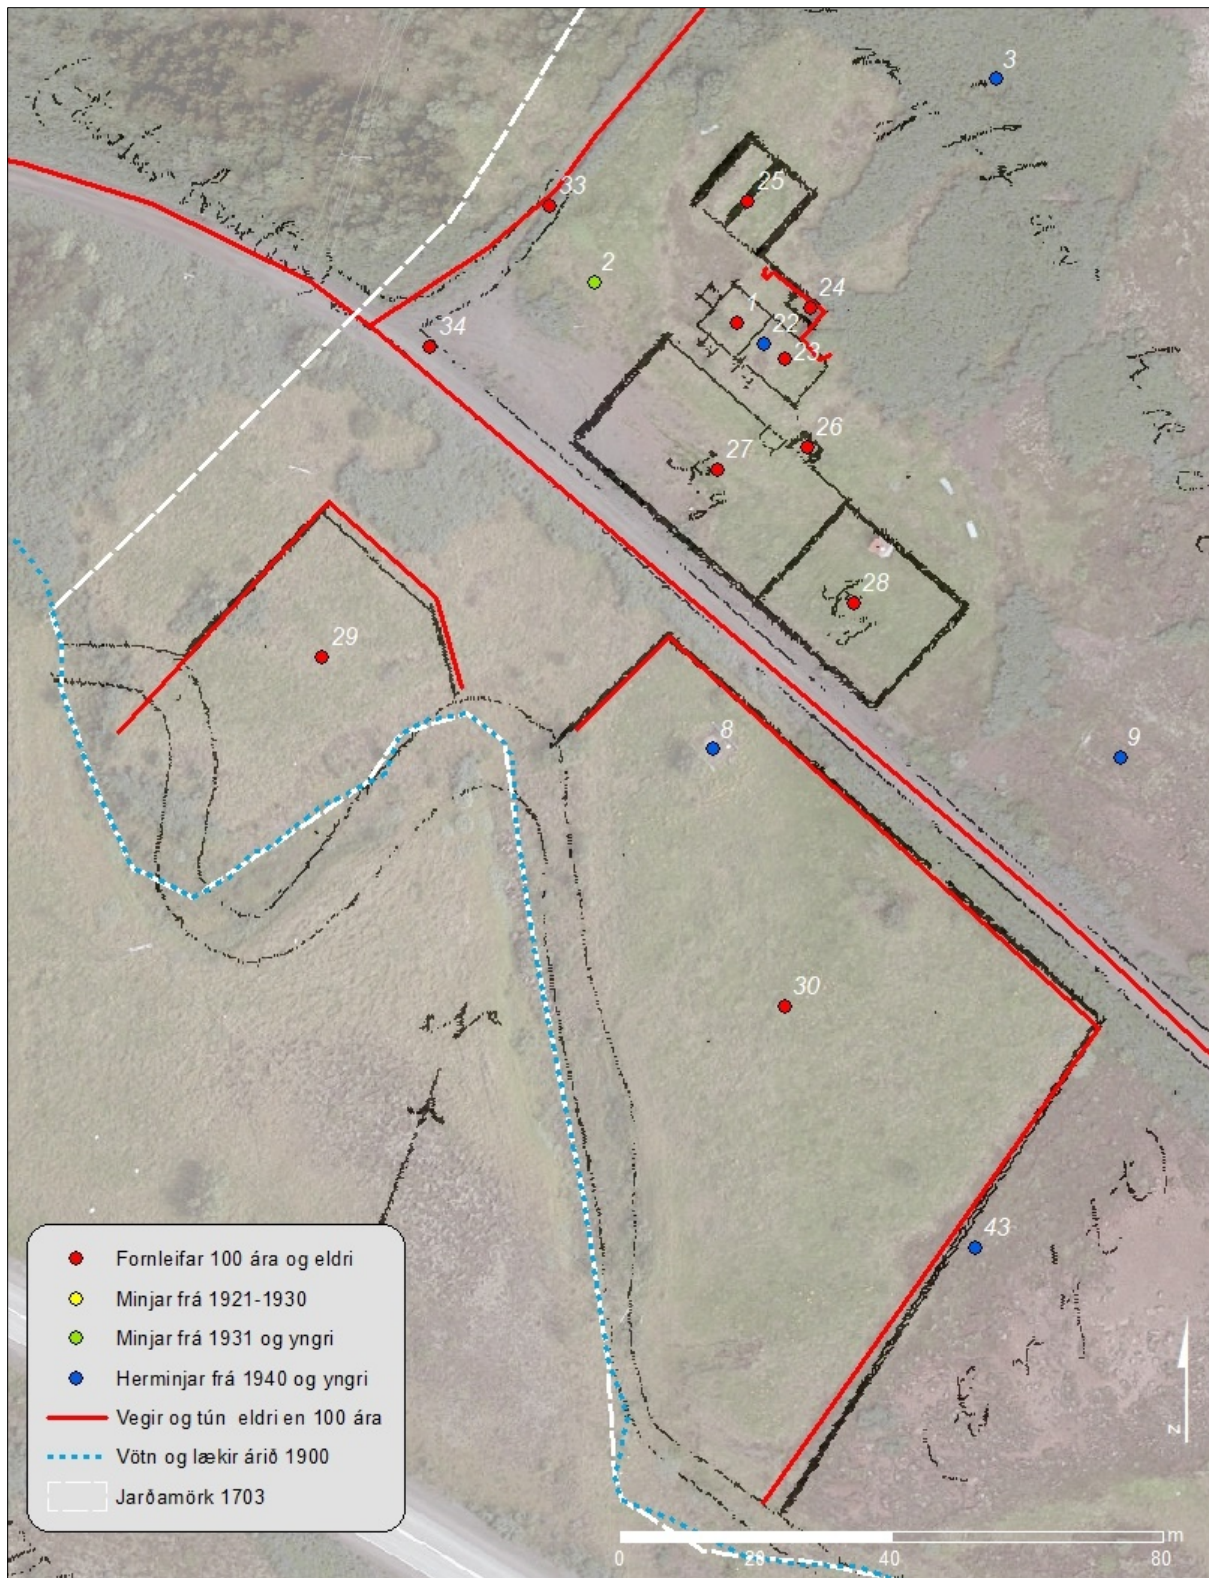 3
25
33
2
24
1
22
34
23
26
27
28
29
8
9
30
43
Fornleifar 100 ára og eldri
Minjar frá 1921-1930
Minjar frá 1931 og yngri
Herminjar frá 1940 og yngri
Vegir og tún eldri en 100 ára
Vötn og lækir árið 1900
Jarðamörk 1703
N
m
0 20 40 80